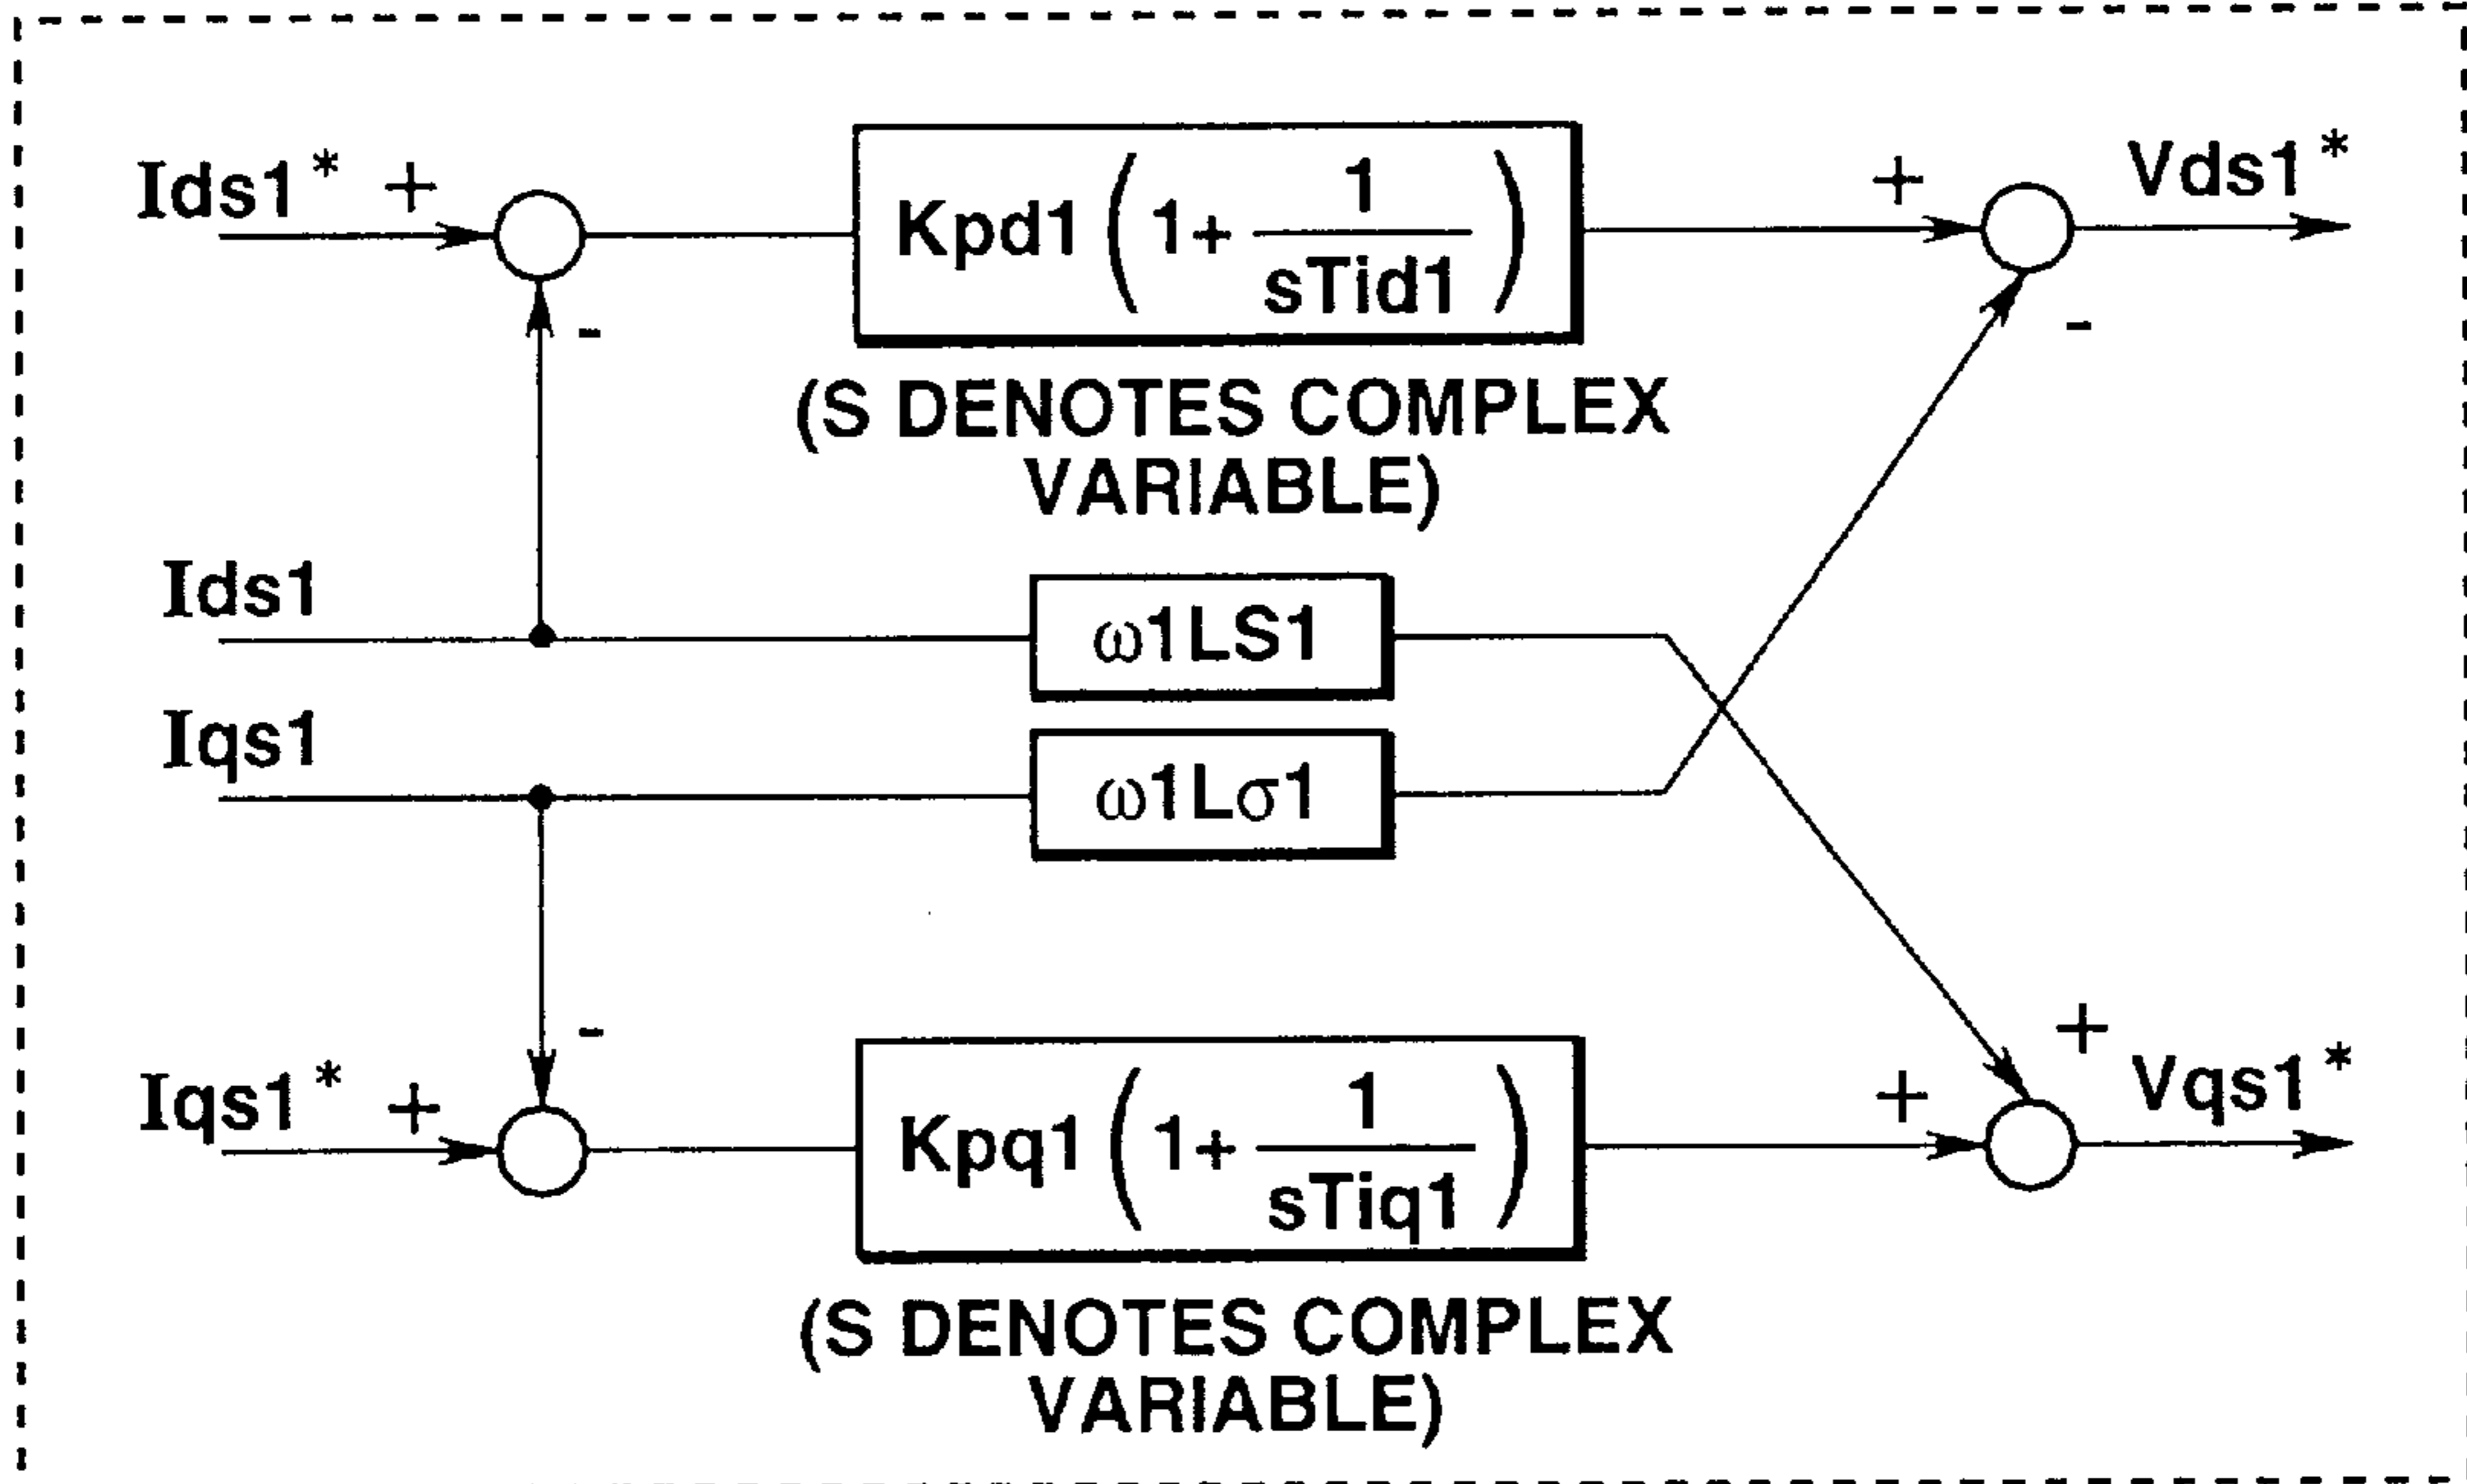 Ids1* +
Kpd1 ( 1+ 1 / sTid1 )
+
Vds1*
-
-
(S DENOTES COMPLEX
VARIABLE)
Ids1
ω1LS1
Iqs1
ω1Lσ1
-
+
Iqs1* +
Kpq1 ( 1+ 1 / sTiq1 )
+
Vqs1*
(S DENOTES COMPLEX
VARIABLE)